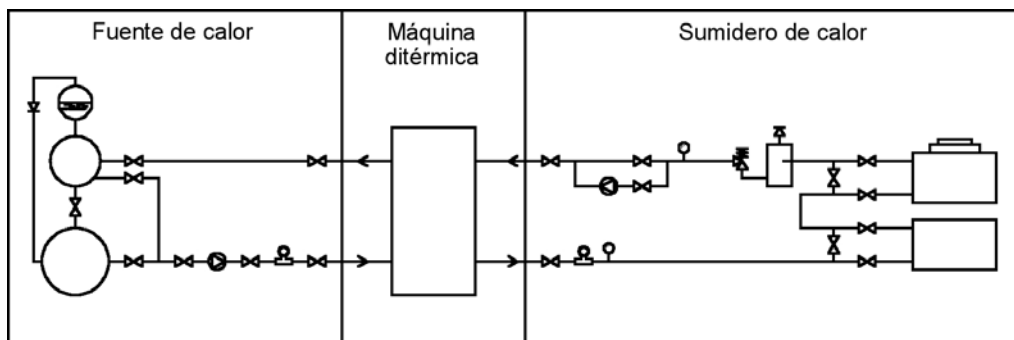 Fuente de calor
Máquina
ditérmica
Sumidero de calor